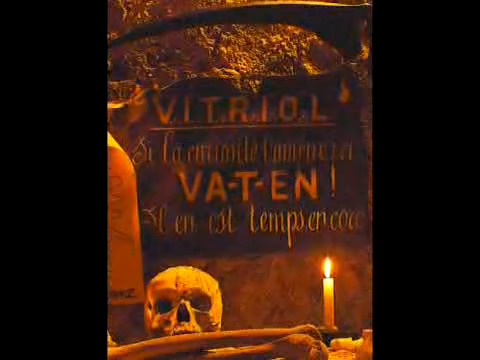 V.I.T.R.I.O.L
Si la curiosité t'amène ici
VA-T-EN !
Il en est temps encore